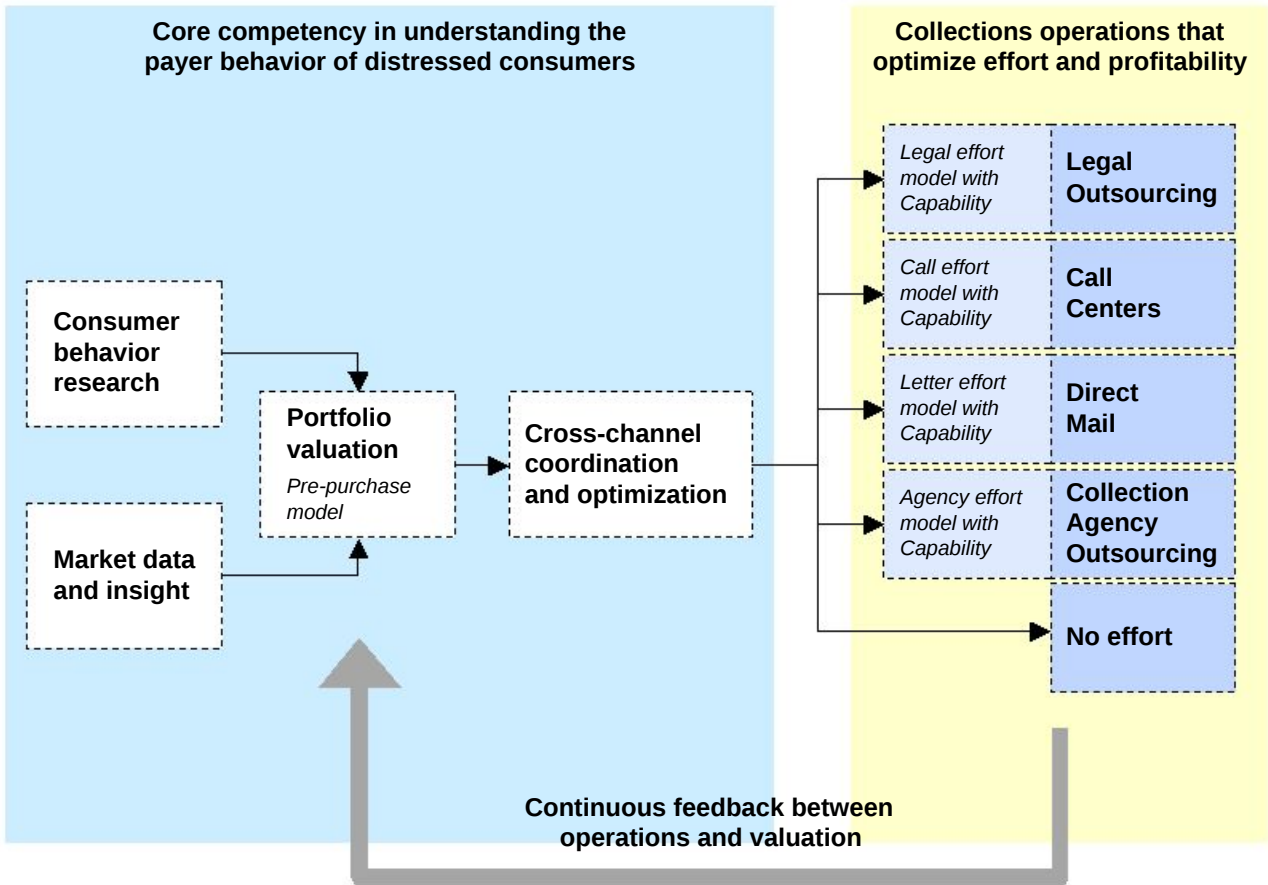 Core competency in understanding the
payer behavior of distressed consumers
Collections operations that
optimize effort and profitability
Consumer
behavior
research
Market data
and insight
Portfolio
valuation
Pre-purchase
model
Cross-channel
coordination
and optimization
Legal effort
model with
Capability
Legal
Outsourcing
Call effort
model with
Capability
Call
Centers
Letter effort
model with
Capability
Direct
Mail
Agency effort
model with
Capability
Collection
Agency
Outsourcing
No effort
Continuous feedback between
operations and valuation